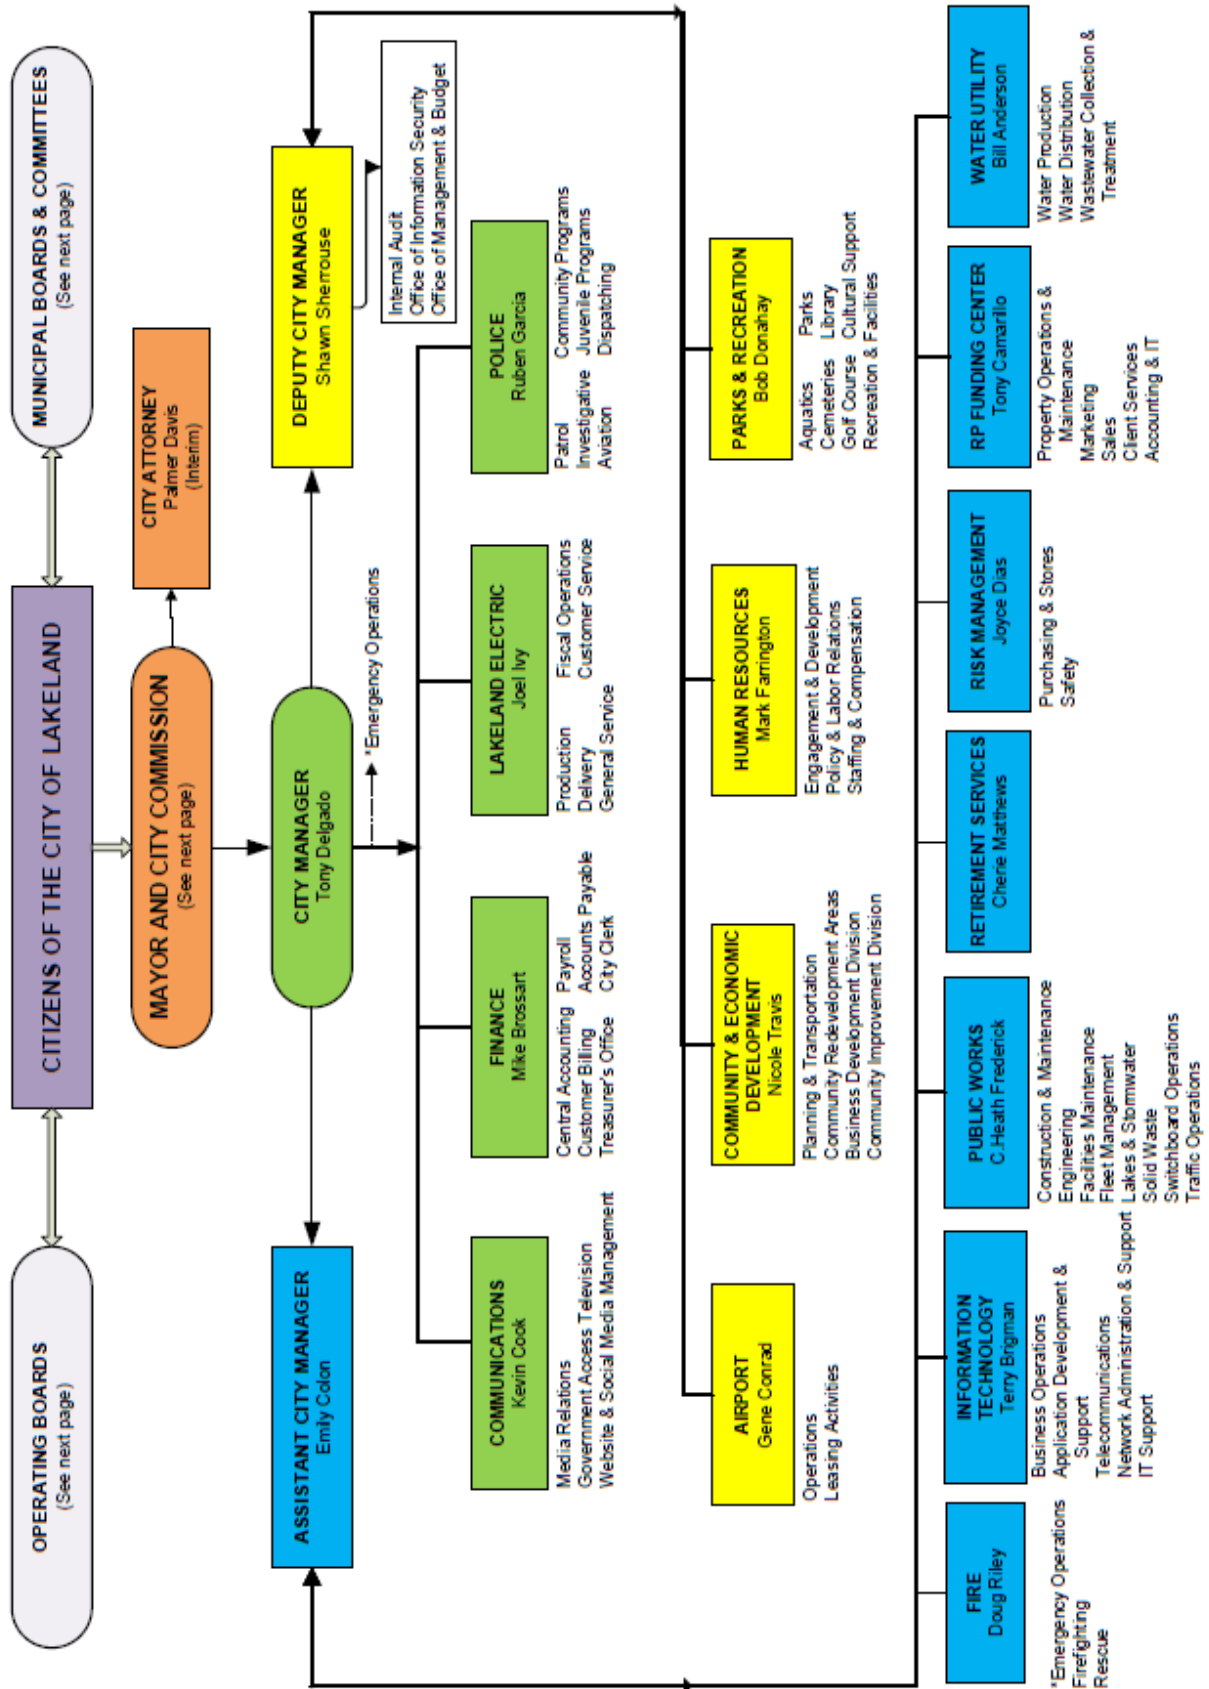 OPERATING BOARDS
(See next page)
CITIZENS OF THE CITY OF LAKELAND
MUNICIPAL BOARDS & COMMITTEES
(See next page)
MAYOR AND CITY COMMISSION
(See next page)
CITY ATTORNEY
Palmer Davis
(Interim)
ASSISTANT CITY MANAGER
Emily Colon
CITY MANAGER
Tony Delgado
DEPUTY CITY MANAGER
Shawn Sherrouse
*Emergency Operations
Internal Audit
Office of Information Security
Office of Management & Budget
COMMUNICATIONS
Kevin Cook
Media Relations
Government Access Television
Website & Social Media Management
FINANCE
Mike Brossart
Central Accounting Payroll
Customer Billing Accounts Payable
Treasurer's Office City Clerk
LAKELAND ELECTRIC
Joel Ivy
Production Fiscal Operations
Delivery Customer Service
General Service
POLICE
Ruben Garcia
Patrol Community Programs
Investigative Juvenile Programs
Aviation Dispatching
AIRPORT
Gene Conrad
Operations
Leasing Activities
COMMUNITY & ECONOMIC
DEVELOPMENT
Nicole Travis
Planning & Transportation
Community Redevelopment Areas
Business Development Division
Community Improvement Division
HUMAN RESOURCES
Mark Farrington
Engagement & Development
Policy & Labor Relations
Staffing & Compensation
PARKS & RECREATION
Bob Donahay
Aquatics Parks
Cemeteries Library
Golf Course Cultural Support
Recreation & Facilities
FIRE
Doug Riley
*Emergency Operations
Firefighting
Rescue
INFORMATION
TECHNOLOGY
Terry Brigman
Business Operations
Application Development &
Support
Telecommunications
Network Administration & Support
IT Support
PUBLIC WORKS
C.Heath Frederick
Construction & Maintenance
Engineering
Facilities Maintenance
Fleet Management
Lakes & Stormwater
Solid Waste
Switchboard Operations
Traffic Operations
RETIREMENT SERVICES
Cherie Matthews
RISK MANAGEMENT
Joyce Dias
Purchasing & Stores
Safety
RP FUNDING CENTER
Tony Camarillo
Property Operations &
Maintenance
Marketing
Sales
Client Services
Accounting & IT
WATER UTILITY
Bill Anderson
Water Production
Water Distribution
Wastewater Collection &
Treatment